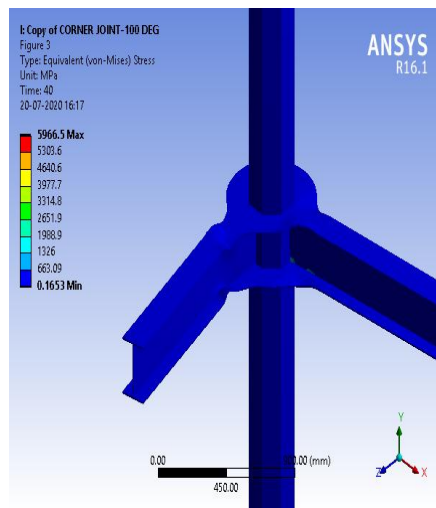 I: Copy of CORNER JOINT-100 DEG
Figure 3
Type: Equivalent (von-Mises) Stress
Unit: MPa
Time: 40
20-07-2020 16:17
ANSYS
R16.1
5966.5 Max
5303.6
4640.6
3977.7
3314.8
2651.9
1988.9
1326
663.09
0.1653 Min
0.00
(mm)
450.00
Y
Z
X